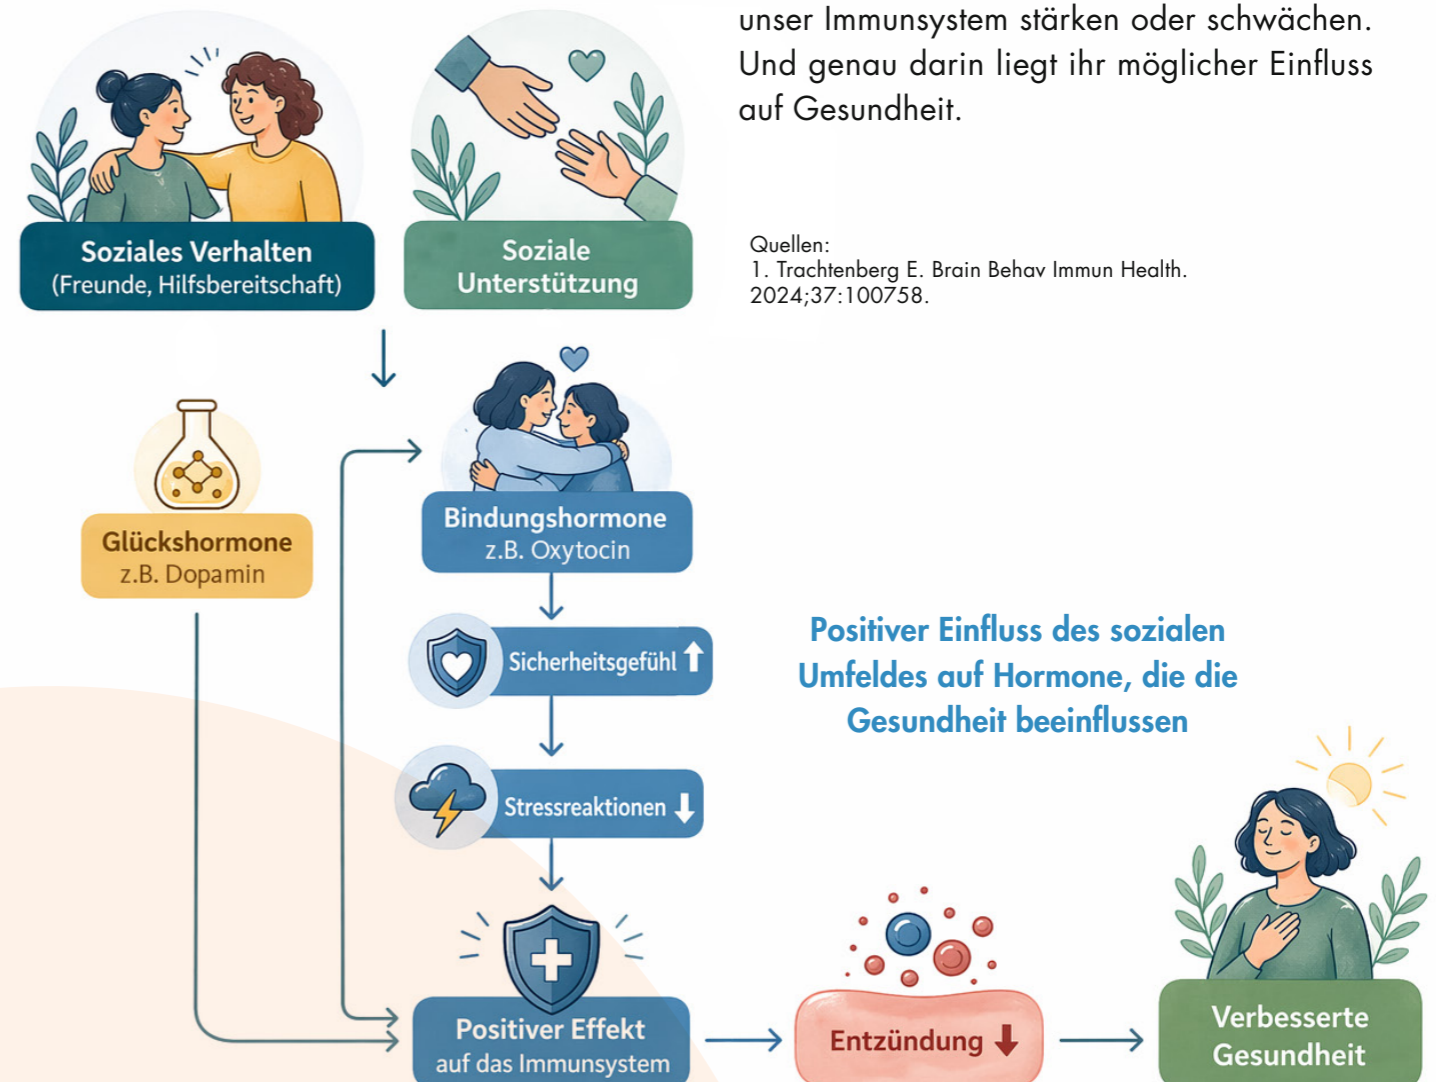 unser Immunsystem stärken oder schwächen.
Und genau darin liegt ihr möglicher Einfluss
auf Gesundheit.
Quellen:
1. Trachtenberg E. Brain Behav Immun Health.
2024;37:100758.
Soziales Verhalten
(Freunde, Hilfsbereitschaft)
Soziale
Unterstützung
Glückshormone
z.B. Dopamin
Bindungshormone
z.B. Oxytocin
Sicherheitsgefühl
Stressreaktionen
Positiver Einfluss des sozialen
Umfeldes auf Hormone, die die
Gesundheit beeinflussen
Positiver Effekt
auf das Immunsystem
Entzündung
Verbesserte
Gesundheit